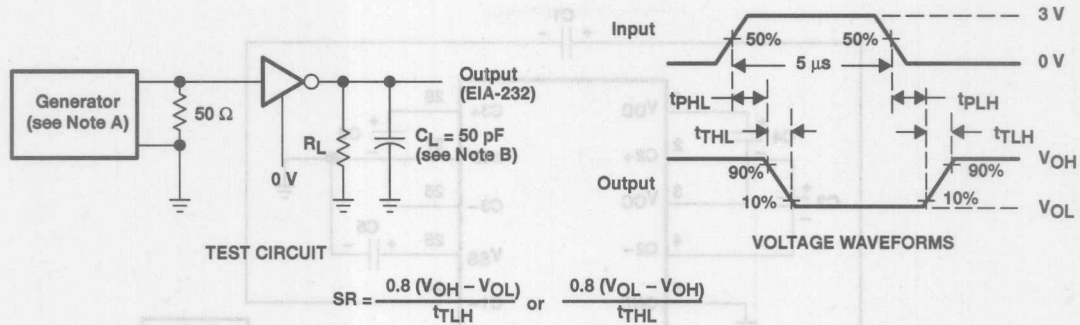 Generator
(see Note A)
50 Ω
0 V
RL
CL = 50 pF
(see Note B)
Output
(EIA-232)
TEST CIRCUIT
Input
3 V
50%
50%
0 V
5 μs
tPHL
tPLH
tTHL
tTLH
VOH
90%
90%
Output
10%
10%
VOL
VOLTAGE WAVEFORMS
SR = 0.8 (VOH – VOL) / tTLH or 0.8 (VOL – VOH) / tTHL